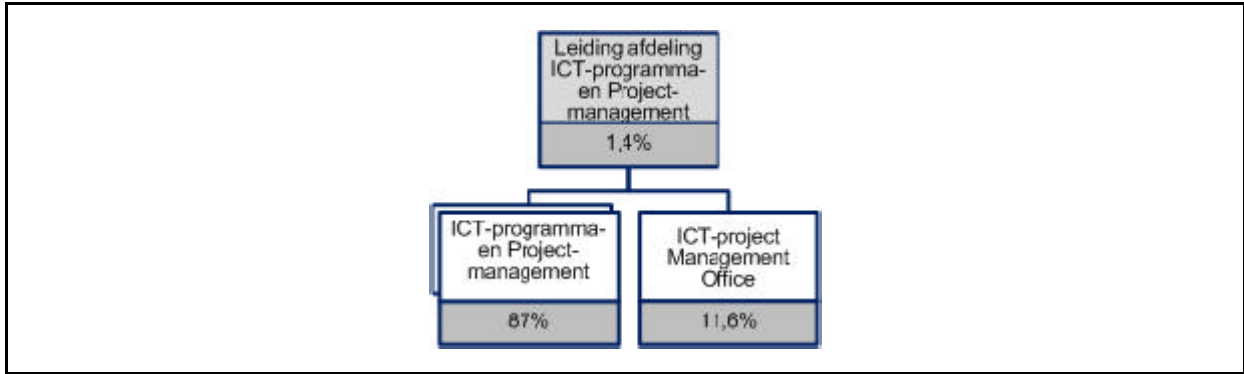 Leiding afdeling
ICT-programma-
en Project-
management
1,4%
ICT-programma-
en Project-
management
87%
ICT-project
Management
Office
11,6%